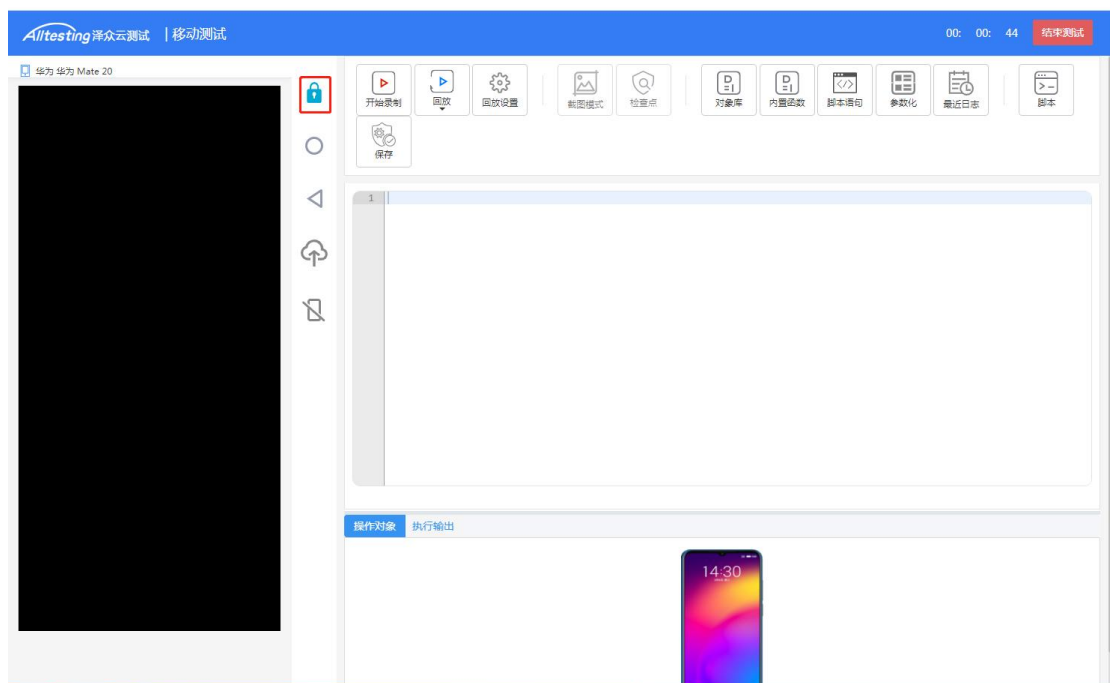 Alltesting泽众云测试 | 移动测试
00: 00: 44 结束测试
华为 华为 Mate 20
开始录制 回放 回放设置 截图模式 检查点 对象库 内置函数 脚本语句 参数化 最近日志 脚本
保存
1
操作对象 执行输出
14:30